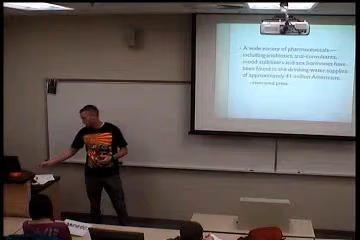 A wide variety of pharmaceuticals—
including antibiotics, anti-convulsants,
mood stabilizers and sex hormones have
been found in the drinking water supplies
of approximately 41 million Americans.